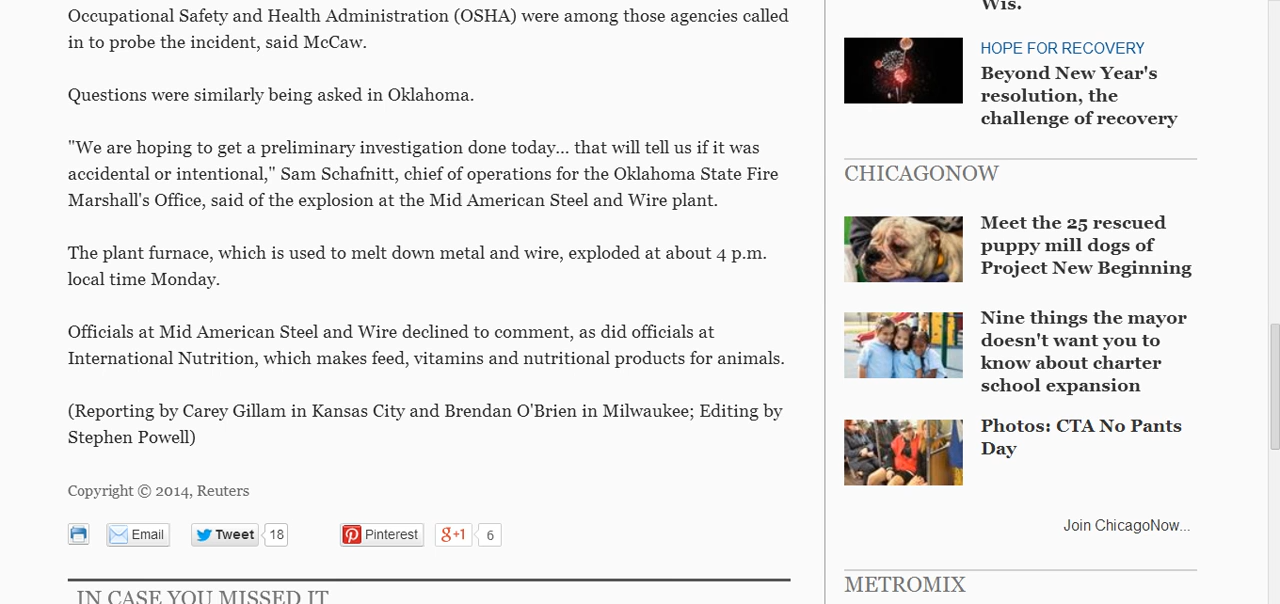 Occupational Safety and Health Administration (OSHA) were among those agencies called
in to probe the incident, said McCaw.
Questions were similarly being asked in Oklahoma.
"We are hoping to get a preliminary investigation done today... that will tell us if it was
accidental or intentional," Sam Schafnitt, chief of operations for the Oklahoma State Fire
Marshall's Office, said of the explosion at the Mid American Steel and Wire plant.
The plant furnace, which is used to melt down metal and wire, exploded at about 4 p.m.
local time Monday.
Officials at Mid American Steel and Wire declined to comment, as did officials at
International Nutrition, which makes feed, vitamins and nutritional products for animals.
(Reporting by Carey Gillam in Kansas City and Brendan O'Brien in Milwaukee; Editing by
Stephen Powell)
Copyright © 2014, Reuters
Email
Tweet
18
Pinterest
g+1
6
IN CASE YOU MISSED IT
Wis.
HOPE FOR RECOVERY
Beyond New Year's
resolution, the
challenge of recovery
CHICAGONOW
Meet the 25 rescued
puppy mill dogs of
Project New Beginning
Nine things the mayor
doesn't want you to
know about charter
school expansion
Photos: CTA No Pants
Day
Join ChicagoNow...
METROMIX